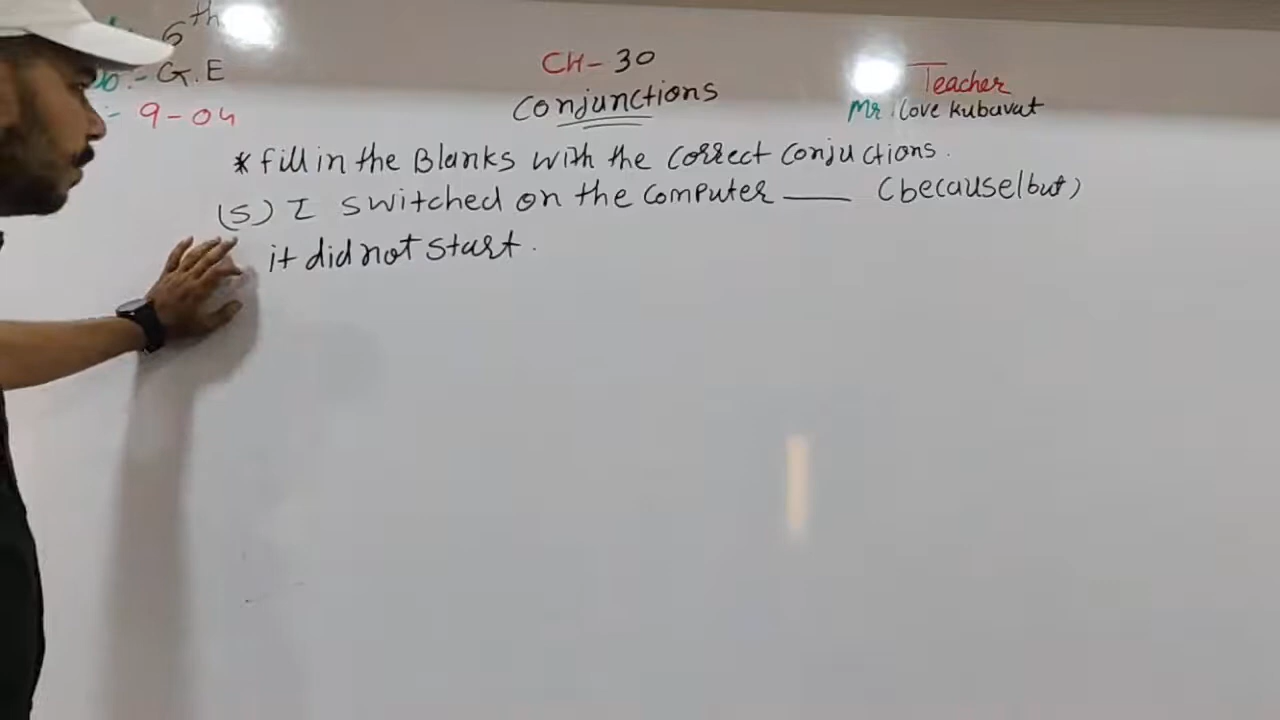 6th
CH-30
G.E
Conjunctions
Teacher
Mr. Love Kubavat
9-04
* Fill in the Blanks with the Correct Conjuctions.
(5) I switched on the Computer ___ (because/but)
it did not start.